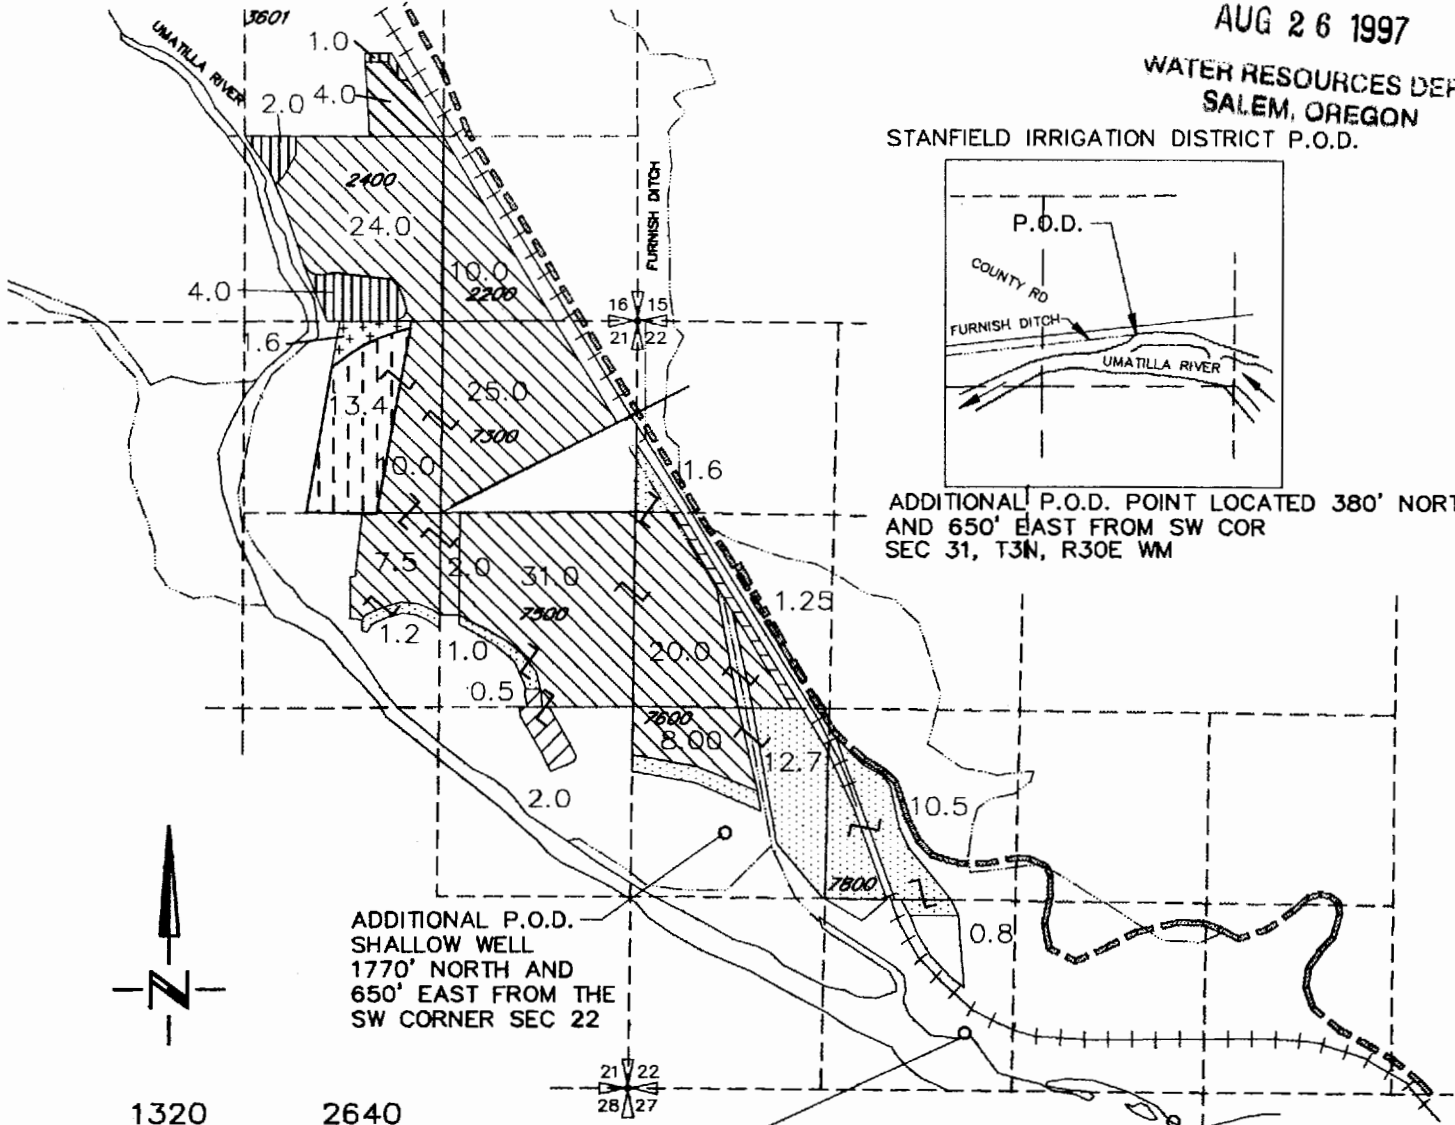 AUG 26 1997
WATER RESOURCES DEP
SALEM, OREGON
STANFIELD IRRIGATION DISTRICT P.O.D.
P.O.D.
COUNTY RD
FURNISH DITCH
UMATILLA RIVER
ADDITIONAL P.O.D. POINT LOCATED 380' NORT
AND 650' EAST FROM SW COR
SEC 31, T3N, R30E WM
3601
UMATILLA RIVER
1.0
2.0
4.0
2400
24.0
FURNISH DITCH
10.0
2200
4.0
16 15
21 22
1.6
13.4
25.0
7300
10.0
1.6
7.5
2.0
31.0
7500
1.25
1.2
1.0
20.0
0.5
7600
8.00
12.7
2.0
10.5
7800
0.8
ADDITIONAL P.O.D.
SHALLOW WELL
1770' NORTH AND
650' EAST FROM THE
SW CORNER SEC 22
N
21 22
28 27
1320 2640